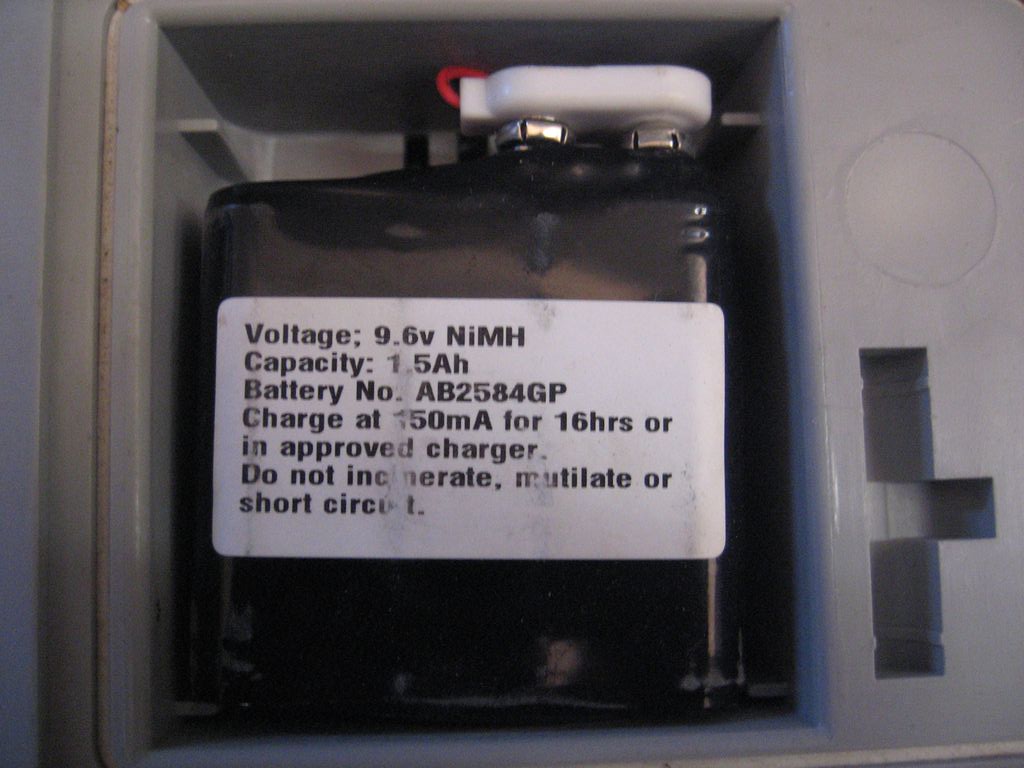 Voltage; 9.6v NiMH
Capacity: 1.5Ah
Battery No. AB2584GP
Charge at 150mA for 16hrs or
in approved charger.
Do not incinerate, mutilate or
short circuit.